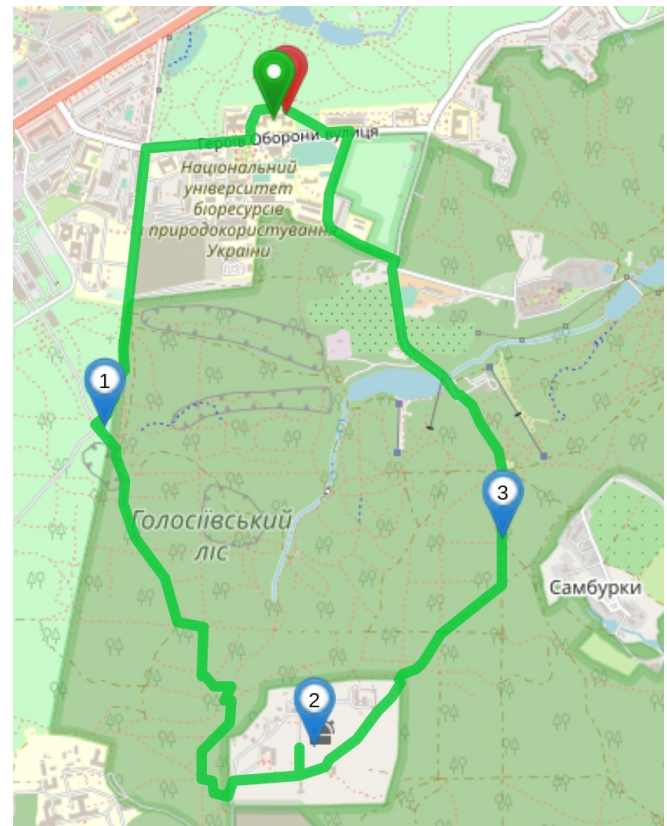 Героїв Оборони вулиця
Національний
університет
біоресурсів
і природокористування
України
1
Голосіївський
ліс
3
Самбурки
2